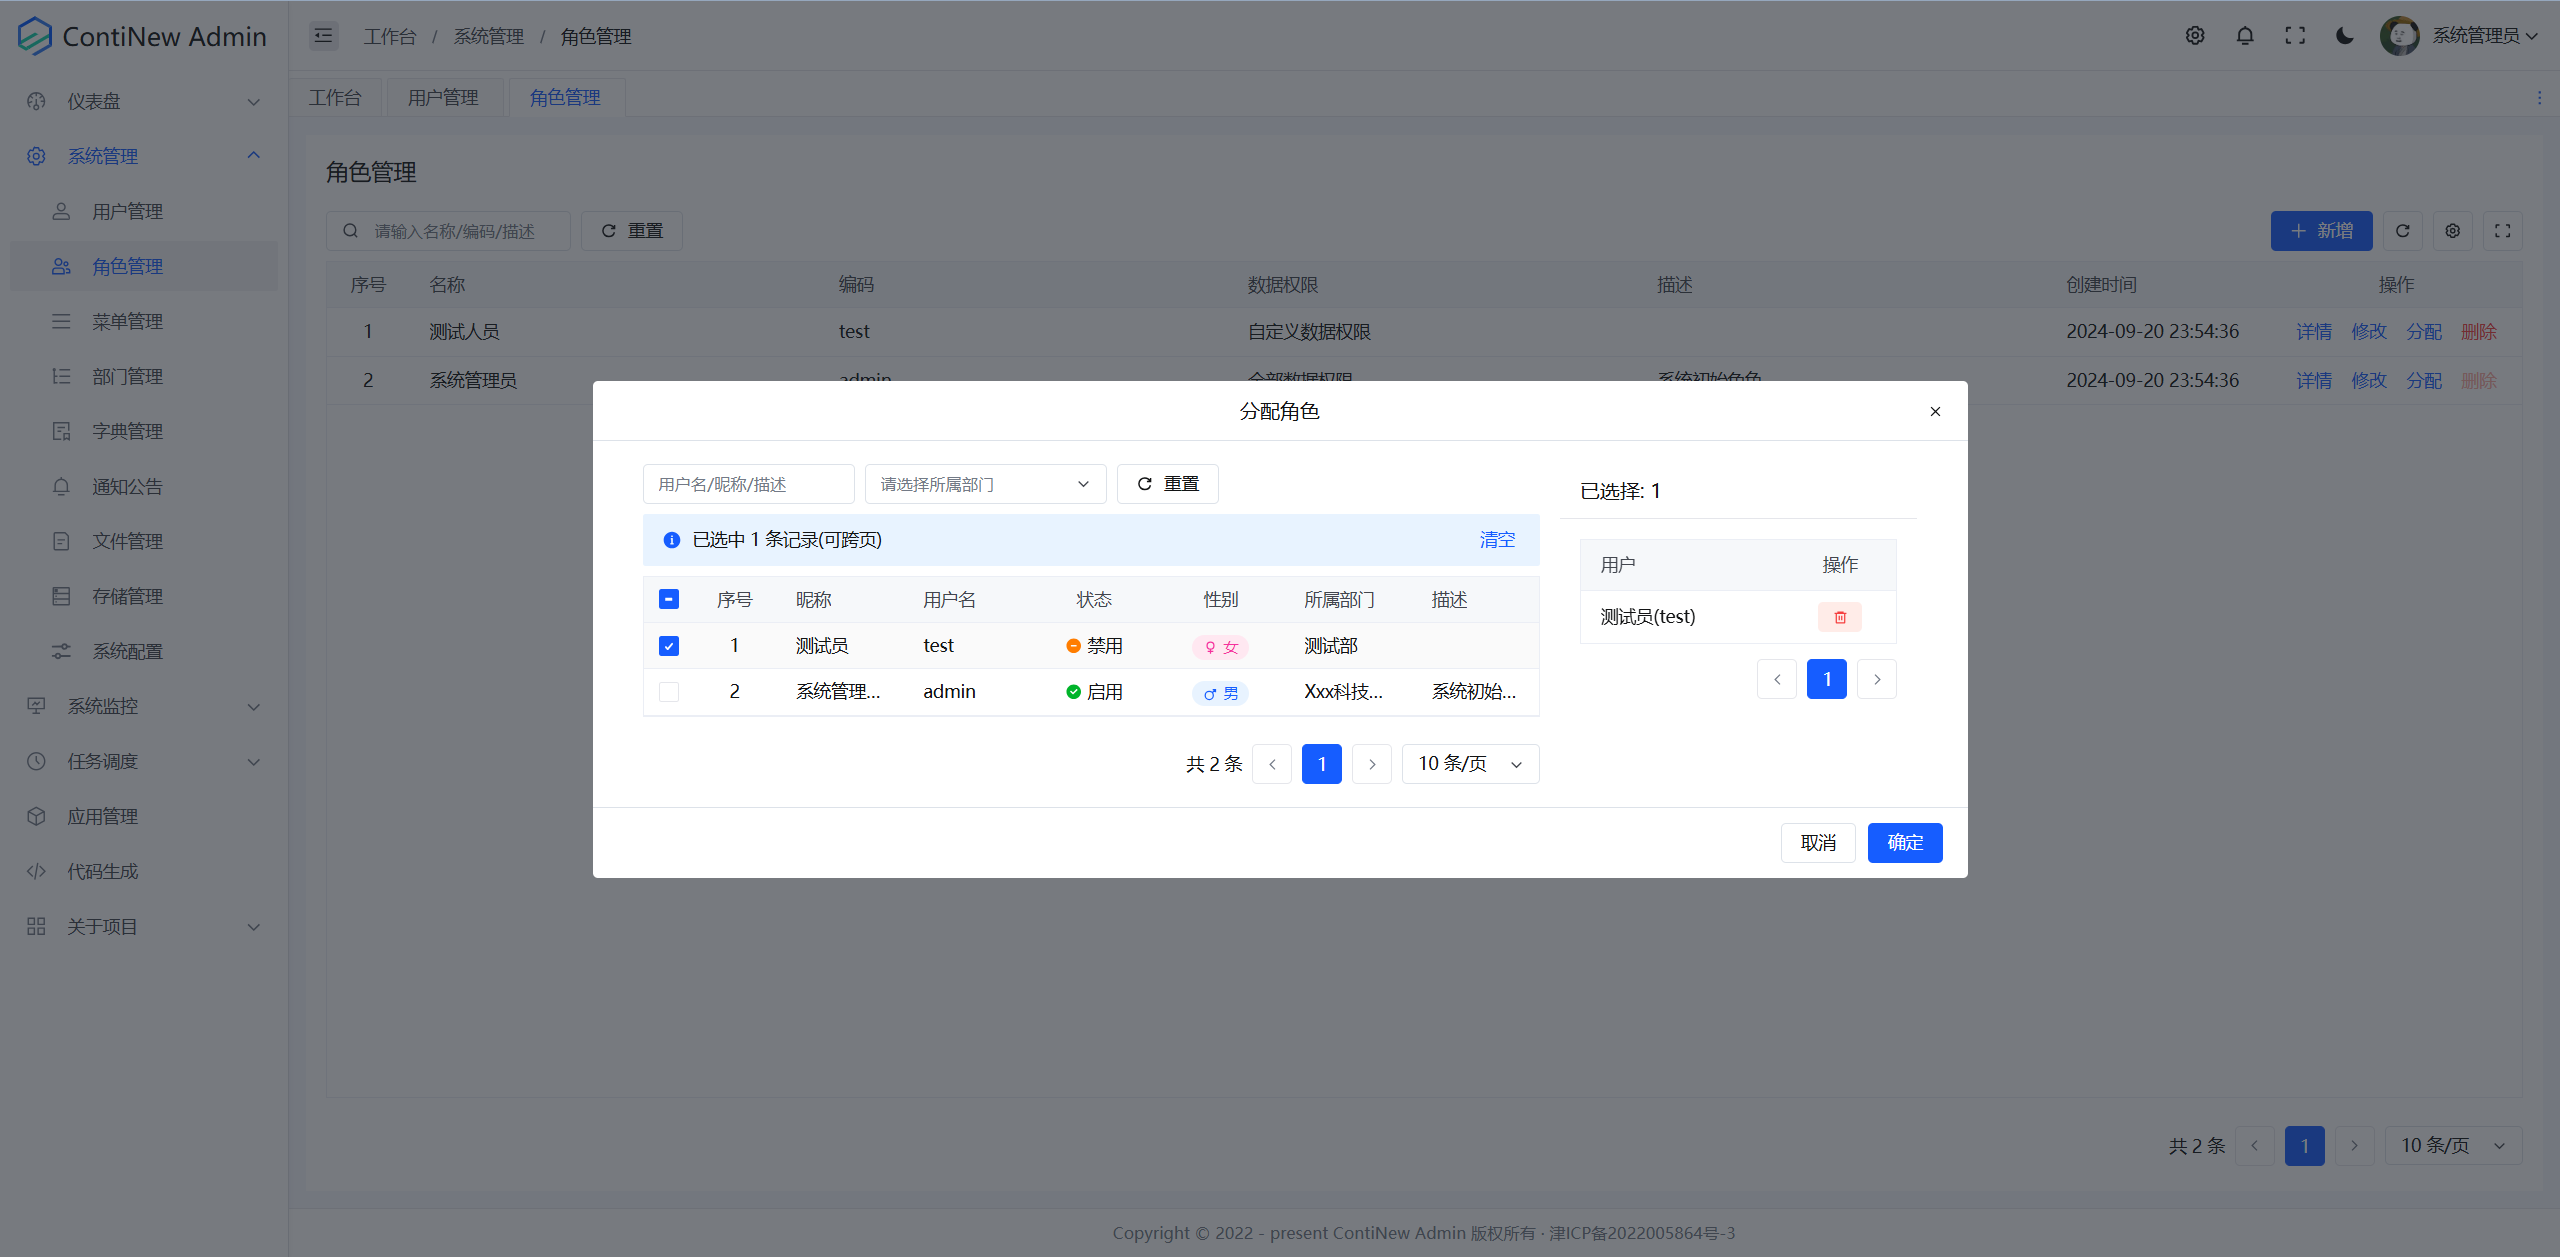 ContiNew Admin
工作台 / 系统管理 / 角色管理
系统管理员
仪表盘
系统管理
用户管理
角色管理
菜单管理
部门管理
字典管理
通知公告
文件管理
存储管理
系统配置
系统监控
任务调度
应用管理
代码生成
关于项目
工作台 用户管理 角色管理
角色管理
请输入名称/编码/描述 重置 新增
序号 名称 编码 数据权限 描述 创建时间 操作
1 测试人员 test 自定义数据权限 2024-09-20 23:54:36 详情 修改 分配 删除
2 系统管理员 admin 全部数据权限 系统初始角色 2024-09-20 23:54:36 详情 修改 分配 删除
分配角色
用户名/昵称/描述 请选择所属部门 重置
已选中 1 条记录(可跨页) 清空
序号 昵称 用户名 状态 性别 所属部门 描述
1 测试员 test 禁用 女 测试部
2 系统管理... admin 启用 男 Xxx科技... 系统初始...
共 2 条 1 10 条/页
已选择: 1
用户 操作
测试员(test)
1
取消 确定
共 2 条 1 10 条/页
Copyright © 2022 - present ContiNew Admin 版权所有 · 津ICP备2022005864号-3